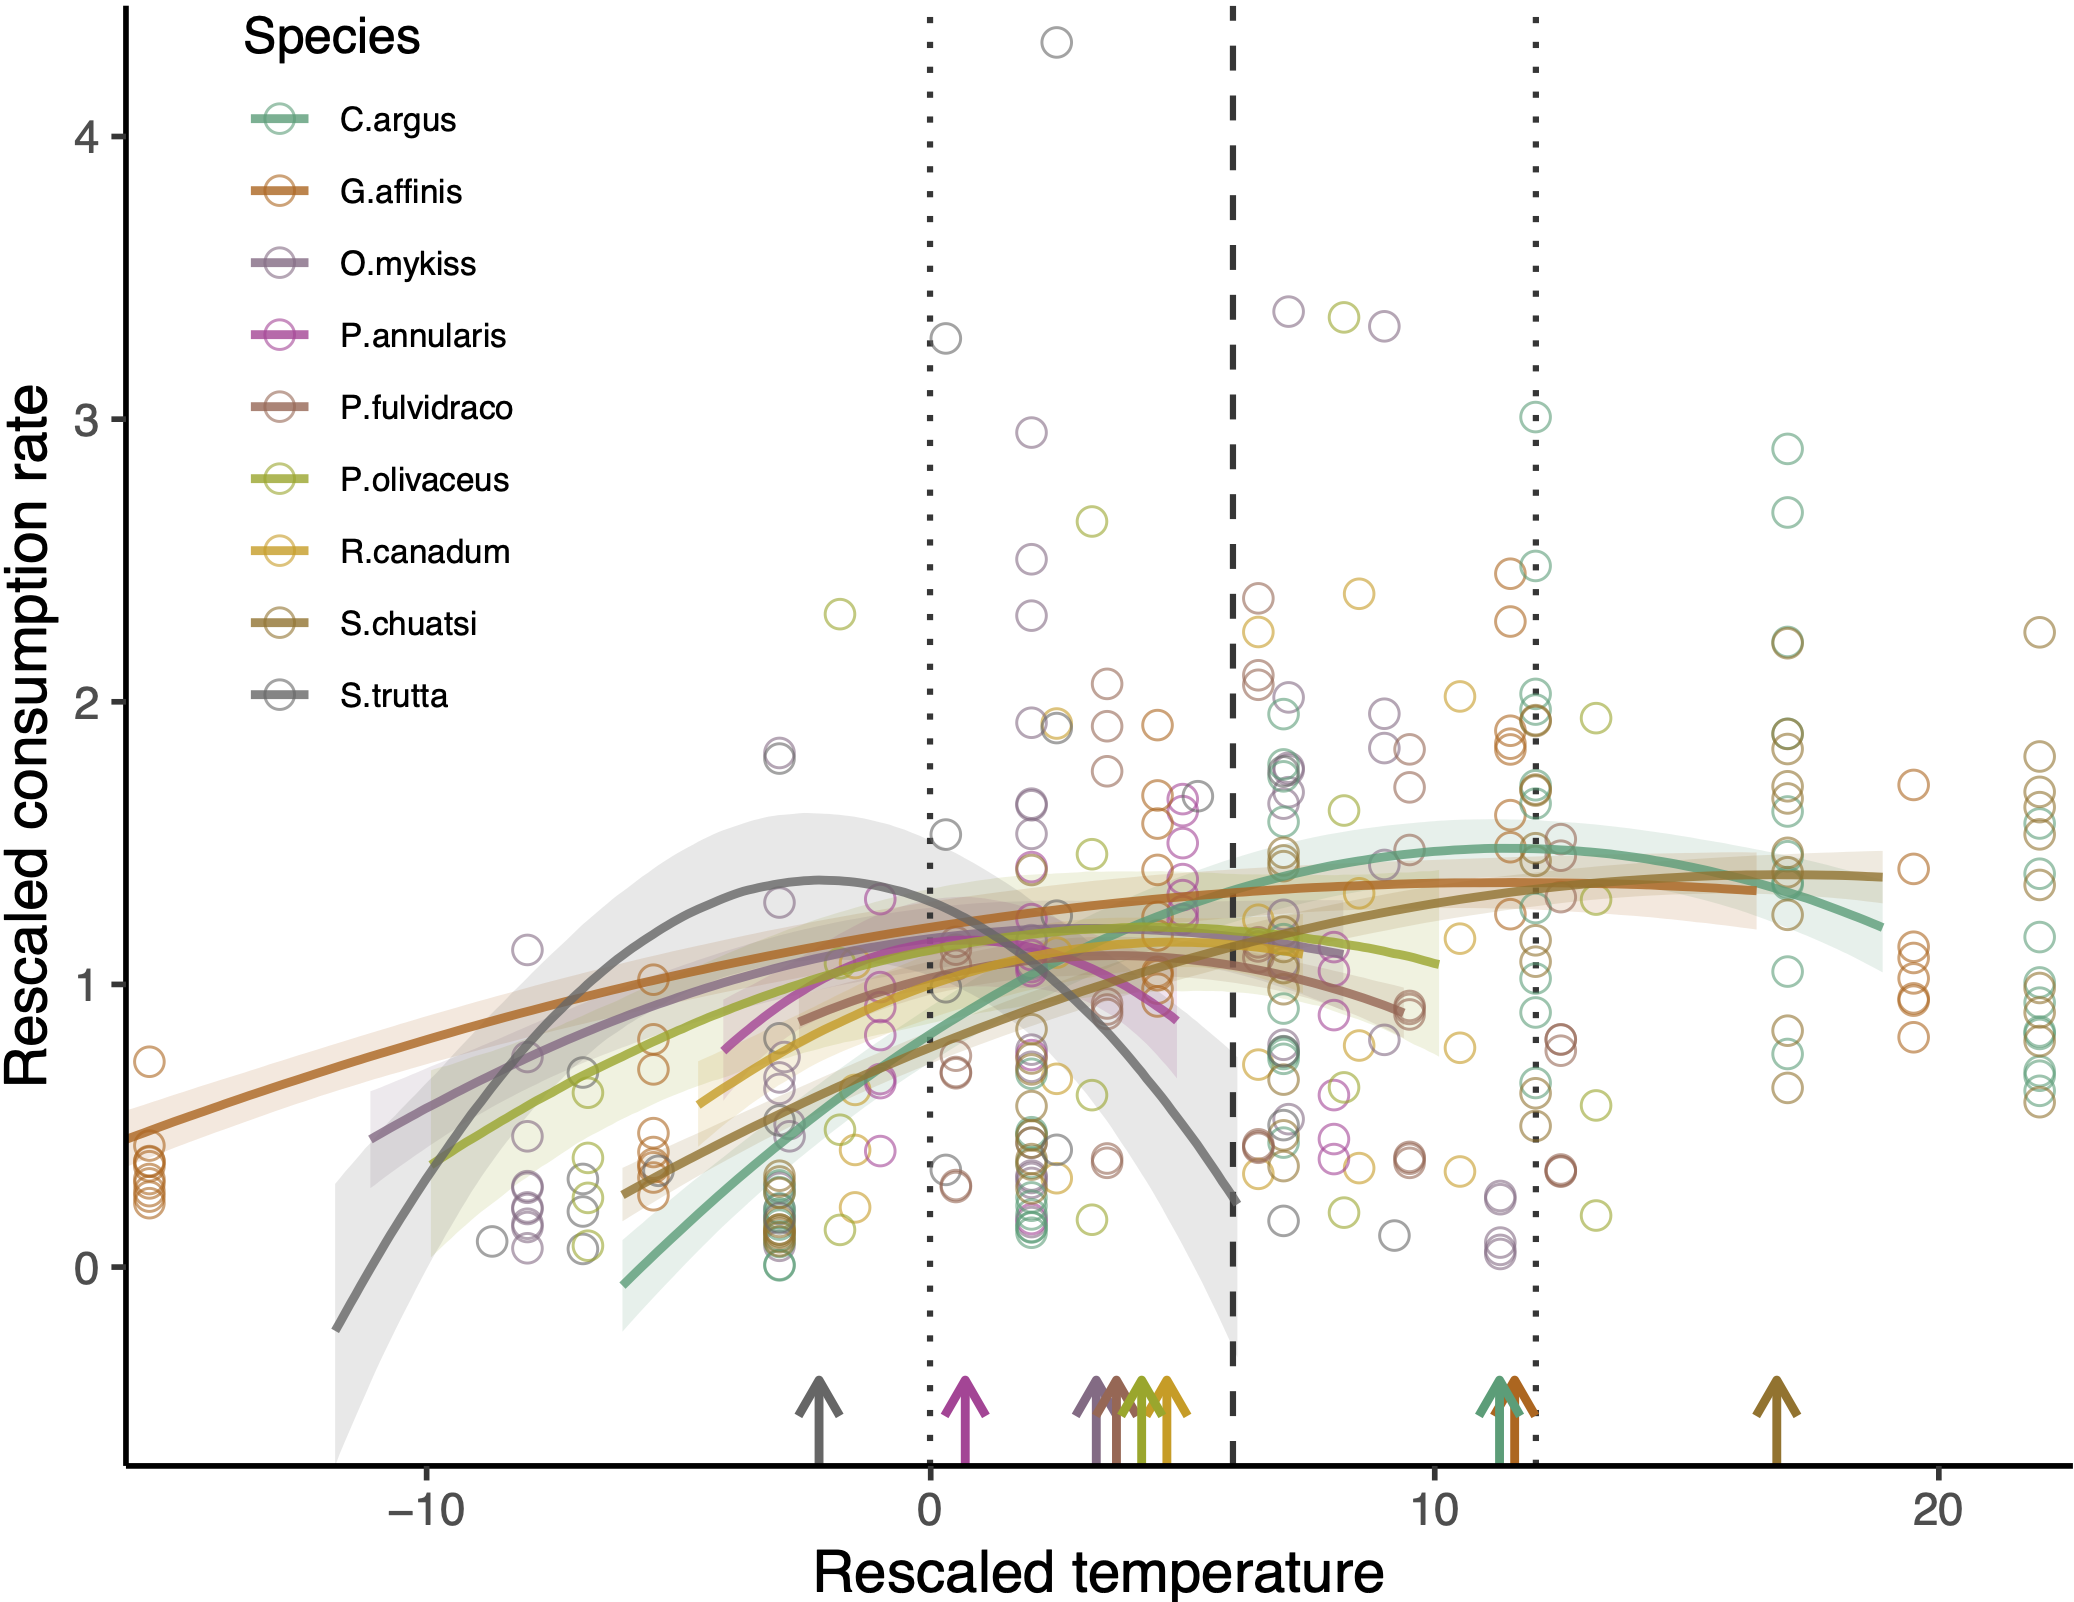 Species
C.argus
G.affinis
O.mykiss
P.annularis
P.fulvidraco
P.olivaceus
R.canadum
S.chuatsi
S.trutta
Rescaled consumption rate
4
3
2
1
0
−10 0 10 20
Rescaled temperature